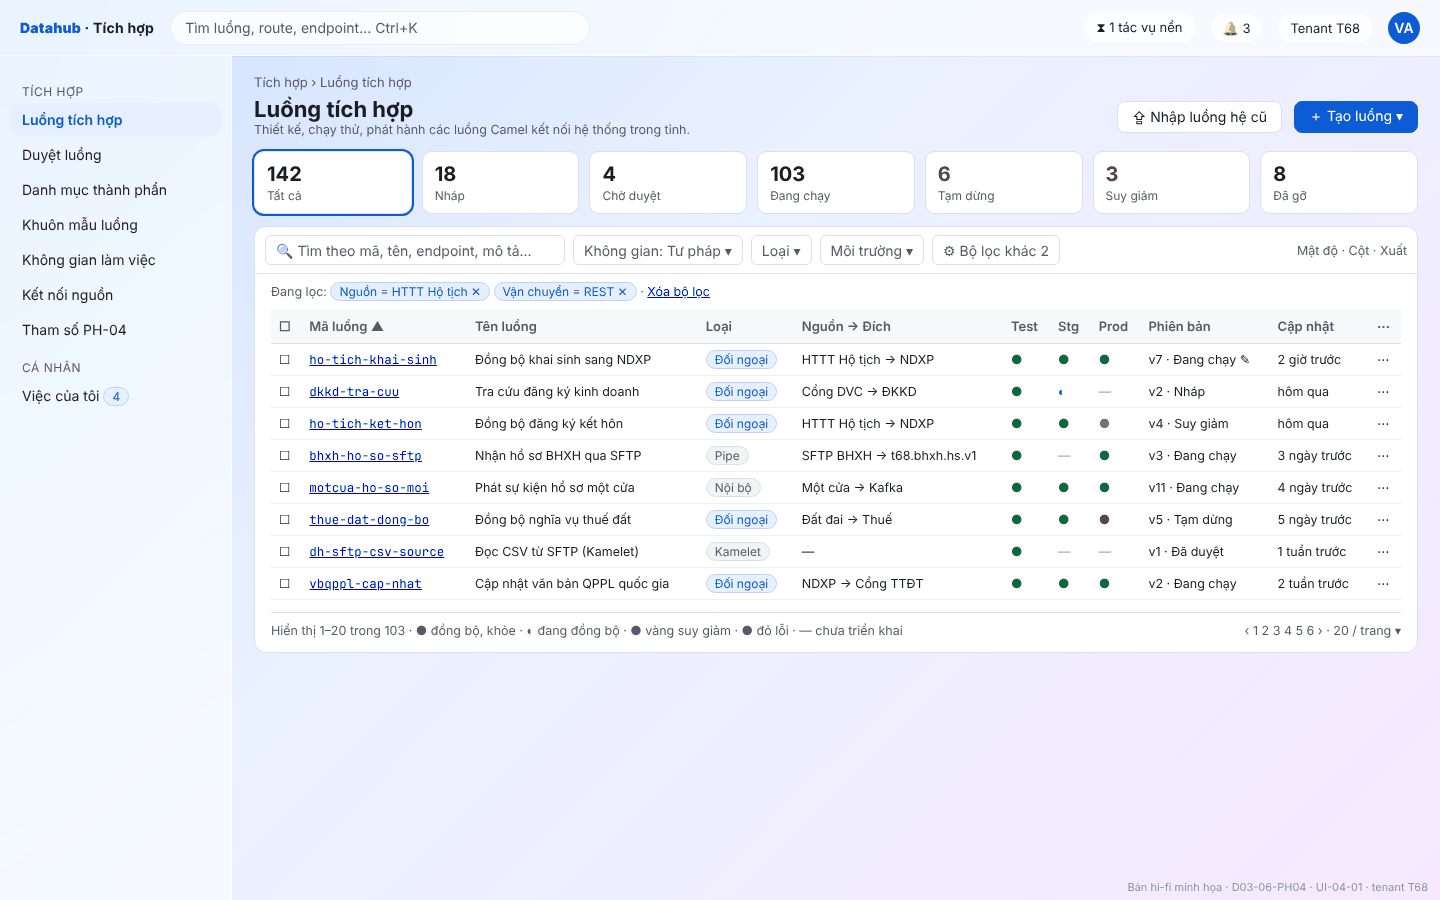 Datahub · Tích hợp
Tìm luồng, route, endpoint... Ctrl+K
1 tác vụ nền
3
Tenant T68
VA
TÍCH HỢP
Luồng tích hợp
Duyệt luồng
Danh mục thành phần
Khuôn mẫu luồng
Không gian làm việc
Kết nối nguồn
Tham số PH-04
CÁ NHÂN
Việc của tôi 4
Tích hợp › Luồng tích hợp
Luồng tích hợp
Thiết kế, chạy thử, phát hành các luồng Camel kết nối hệ thống trong tỉnh.
⇪ Nhập luồng hệ cũ
＋ Tạo luồng ▾
142
Tất cả
18
Nháp
4
Chờ duyệt
103
Đang chạy
6
Tạm dừng
3
Suy giảm
8
Đã gỡ
🔍 Tìm theo mã, tên, endpoint, mô tả...
Không gian: Tư pháp ▾
Loại ▾
Môi trường ▾
⚙ Bộ lọc khác 2
Mật độ · Cột · Xuất
Đang lọc: Nguồn = HTTT Hộ tịch ✕ Vận chuyển = REST ✕ · Xóa bộ lọc
☐ Mã luồng ▲ Tên luồng Loại Nguồn → Đích Test Stg Prod Phiên bản Cập nhật ⋯
☐ ho-tich-khai-sinh Đồng bộ khai sinh sang NDXP Đối ngoại HTTT Hộ tịch → NDXP ● ● ● v7 · Đang chạy ✎ 2 giờ trước ⋯
☐ dkkd-tra-cuu Tra cứu đăng ký kinh doanh Đối ngoại Cổng DVC → ĐKKD ● ◖ — v2 · Nháp hôm qua ⋯
☐ ho-tich-ket-hon Đồng bộ đăng ký kết hôn Đối ngoại HTTT Hộ tịch → NDXP ● ● ● v4 · Suy giảm hôm qua ⋯
☐ bhxh-ho-so-sftp Nhận hồ sơ BHXH qua SFTP Pipe SFTP BHXH → t68.bhxh.hs.v1 ● — ● v3 · Đang chạy 3 ngày trước ⋯
☐ motcua-ho-so-moi Phát sự kiện hồ sơ một cửa Nội bộ Một cửa → Kafka ● ● ● v11 · Đang chạy 4 ngày trước ⋯
☐ thue-dat-dong-bo Đồng bộ nghĩa vụ thuế đất Đối ngoại Đất đai → Thuế ● ● ● v5 · Tạm dừng 5 ngày trước ⋯
☐ dh-sftp-csv-source Đọc CSV từ SFTP (Kamelet) Kamelet — ● — — v1 · Đã duyệt 1 tuần trước ⋯
☐ vbqppl-cap-nhat Cập nhật văn bản QPPL quốc gia Đối ngoại NDXP → Cổng TTĐT ● ● ● v2 · Đang chạy 2 tuần trước ⋯
Hiển thị 1–20 trong 103 · ● đồng bộ, khỏe · ◖ đang đồng bộ · ● vàng suy giảm · ● đỏ lỗi · — chưa triển khai
‹ 1 2 3 4 5 6 › · 20 / trang ▾
Bản hi-fi minh họa · D03-06-PH04 · UI-04-01 · tenant T68